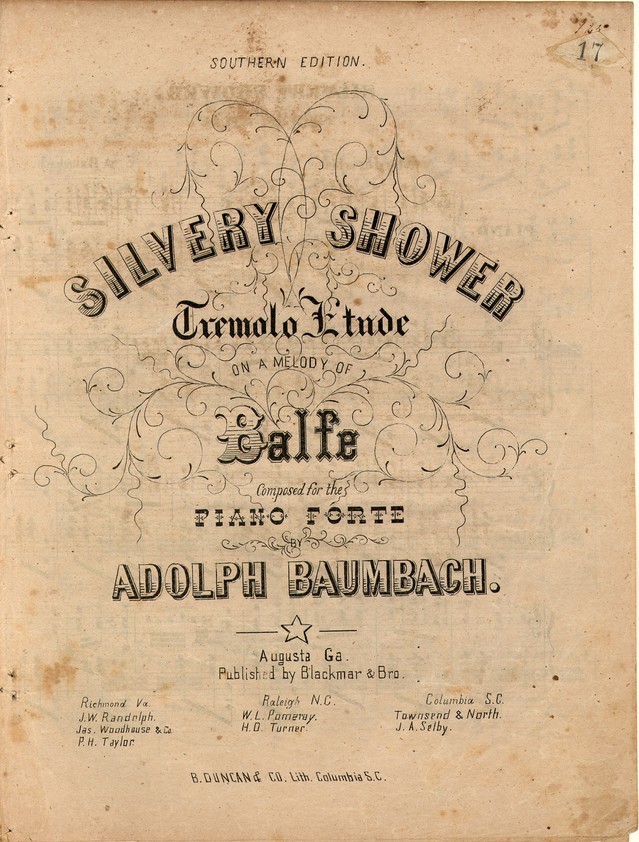 17
SOUTHERN EDITION.
SILVERY SHOWER
Tremolo Etude
ON A MELODY OF
Balfe
Composed for the
PIANO FORTE
BY
ADOLPH BAUMBACH.
Augusta Ga.
Published by Blackmar & Bro.
Richmond Va.
J.W. Randolph.
Jas. Woodhouse & Co.
P.H. Taylor.
Raleigh N.C.
W.L. Pomeroy.
H.D. Turner.
Columbia S.C.
Townsend & North.
J.A. Selby.
B. DUNCAN & CO, Lith. Columbia S.C.